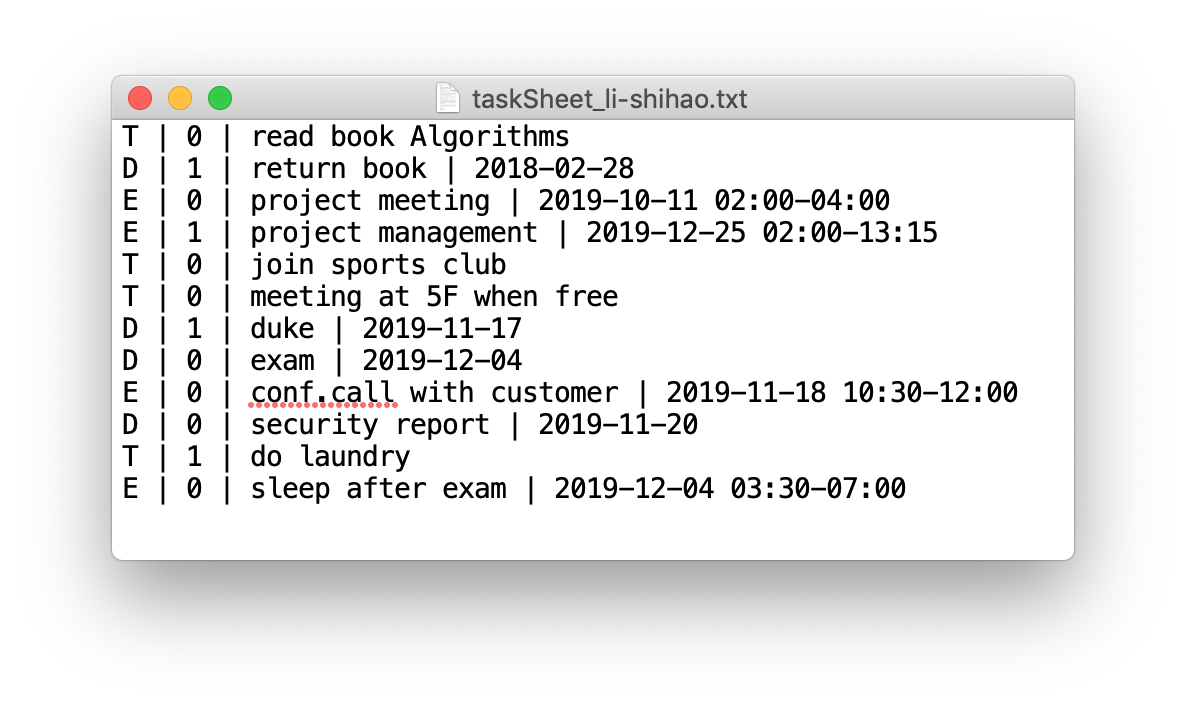 taskSheet_li-shihao.txt
T | 0 | read book Algorithms
D | 1 | return book | 2018-02-28
E | 0 | project meeting | 2019-10-11 02:00-04:00
E | 1 | project management | 2019-12-25 02:00-13:15
T | 0 | join sports club
T | 0 | meeting at 5F when free
D | 1 | duke | 2019-11-17
D | 0 | exam | 2019-12-04
E | 0 | conf.call with customer | 2019-11-18 10:30-12:00
D | 0 | security report | 2019-11-20
T | 1 | do laundry
E | 0 | sleep after exam | 2019-12-04 03:30-07:00